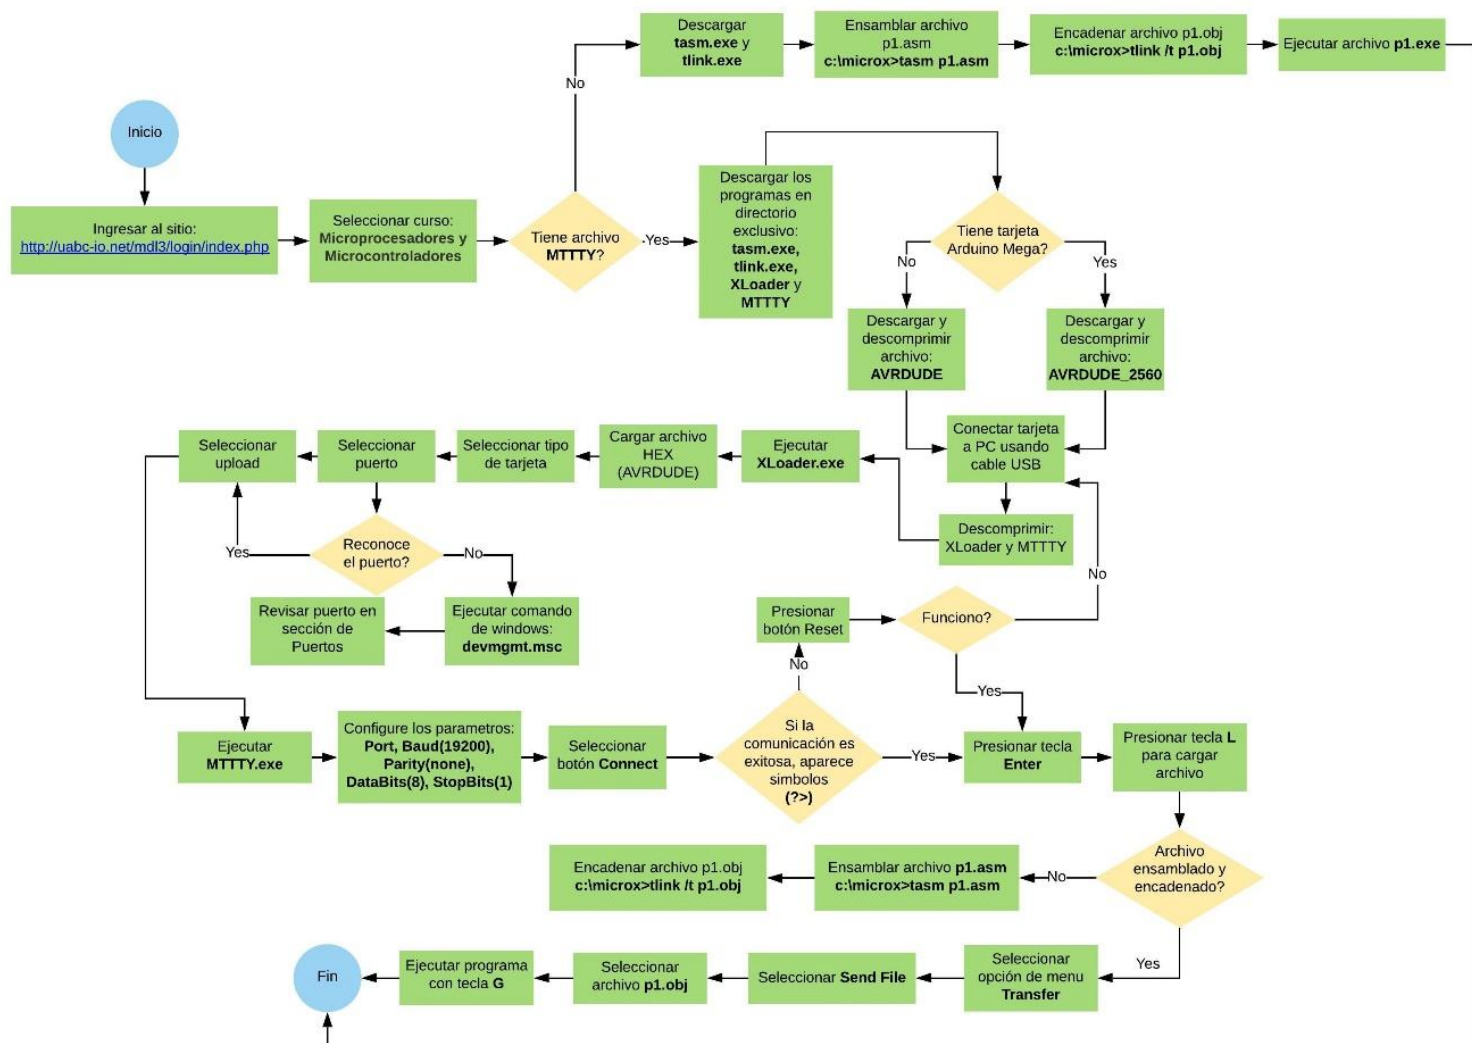 Descargar
tasm.exe y
tlink.exe
Ensamblar archivo
p1.asm
c:\microx>tasm p1.asm
Encadenar archivo p1.obj
c:\microx>tlink /t p1.obj
Ejecutar archivo p1.exe
No
Inicio
Ingresar al sitio:
http://uabc-io.net/mdl3/login/index.php
Seleccionar curso:
Microprocesadores y
Microcontroladores
Tiene archivo
MTTTY?
Yes
Descargar los
programas en
directorio
exclusivo:
tasm.exe,
tlink.exe,
XLoader y
MTTTY
Tiene tarjeta
Arduino Mega?
No
Yes
Descargar y
descomprimir
archivo:
AVRDUDE
Descargar y
descomprimir
archivo:
AVRDUDE_2560
Conectar tarjeta
a PC usando
cable USB
Descomprimir:
XLoader y MTTTY
Ejecutar
XLoader.exe
Cargar archivo
HEX
(AVRDUDE)
Seleccionar tipo
de tarjeta
Seleccionar
puerto
Seleccionar
upload
Reconoce
el puerto?
Yes
No
Ejecutar comando
de windows:
devmgmt.msc
Revisar puerto en
sección de
Puertos
Ejecutar
MTTTY.exe
Configure los parametros:
Port, Baud(19200),
Parity(none),
DataBits(8), StopBits(1)
Seleccionar
botón Connect
Si la
comunicación es
exitosa, aparece
simbolos
(?>)
No
Presionar
botón Reset
Funciono?
No
Yes
Yes
Presionar tecla
Enter
Presionar tecla L
para cargar
archivo
Archivo
ensamblado y
encadenado?
No
Ensamblar archivo p1.asm
c:\microx>tasm p1.asm
Encadenar archivo p1.obj
c:\microx>tlink /t p1.obj
Yes
Seleccionar
opción de menu
Transfer
Seleccionar Send File
Seleccionar
archivo p1.obj
Ejecutar programa
con tecla G
Fin